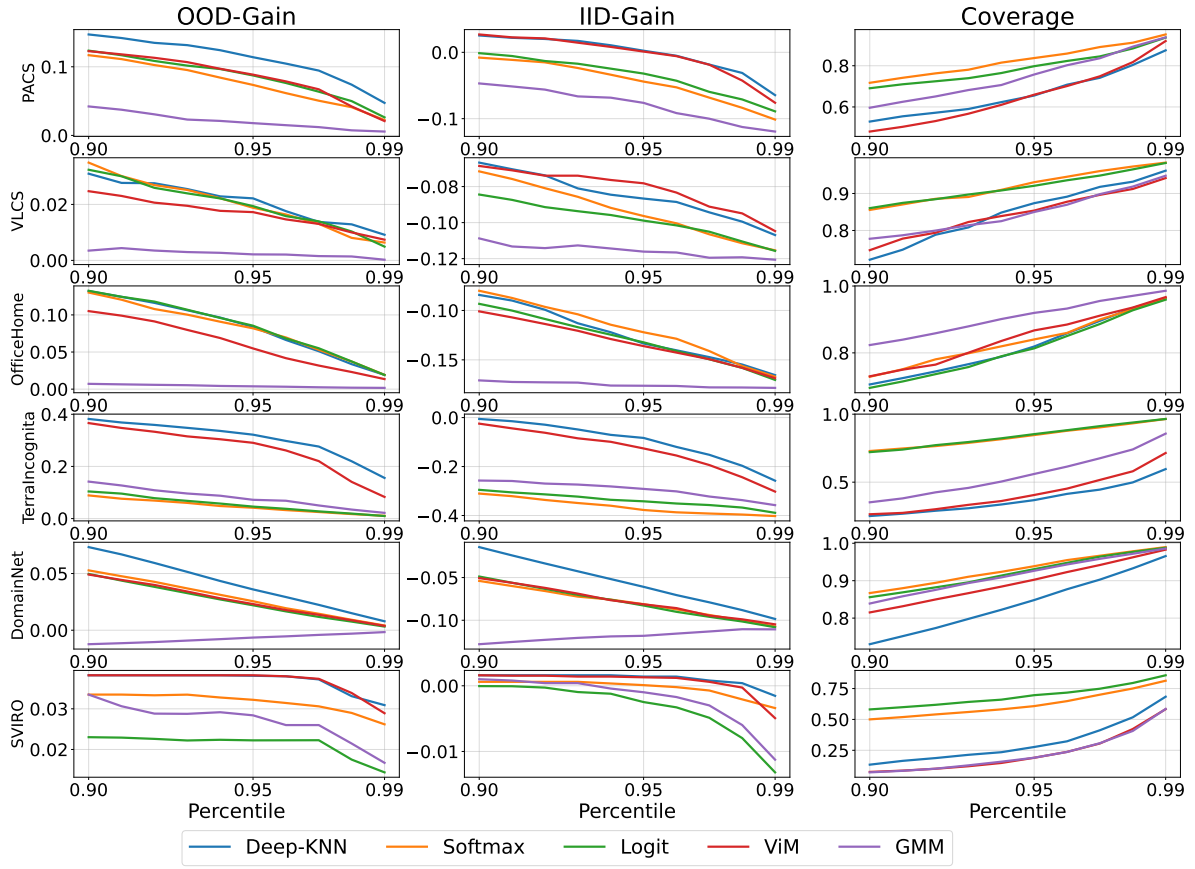 OOD-Gain IID-Gain Coverage
PACS
0.1
0.0
0.90 0.95 0.99
0.0
−0.1
0.90 0.95 0.99
0.8
0.6
0.90 0.95 0.99
VLCS
0.02
0.00
0.90 0.95 0.99
−0.08
−0.10
−0.12
0.90 0.95 0.99
0.9
0.8
0.90 0.95 0.99
OfficeHome
0.10
0.05
0.00
0.90 0.95 0.99
−0.10
−0.15
0.90 0.95 0.99
1.0
0.8
0.90 0.95 0.99
TerraIncognita
0.4
0.2
0.0
0.90 0.95 0.99
0.0
−0.2
−0.4
0.90 0.95 0.99
1.0
0.5
0.90 0.95 0.99
DomainNet
0.05
0.00
0.90 0.95 0.99
−0.05
−0.10
0.90 0.95 0.99
1.0
0.9
0.8
0.90 0.95 0.99
SVIRO
0.03
0.02
0.90 0.95 0.99
0.00
−0.01
0.90 0.95 0.99
0.75
0.50
0.25
0.90 0.95 0.99
Percentile Percentile Percentile
Deep-KNN Softmax Logit ViM GMM